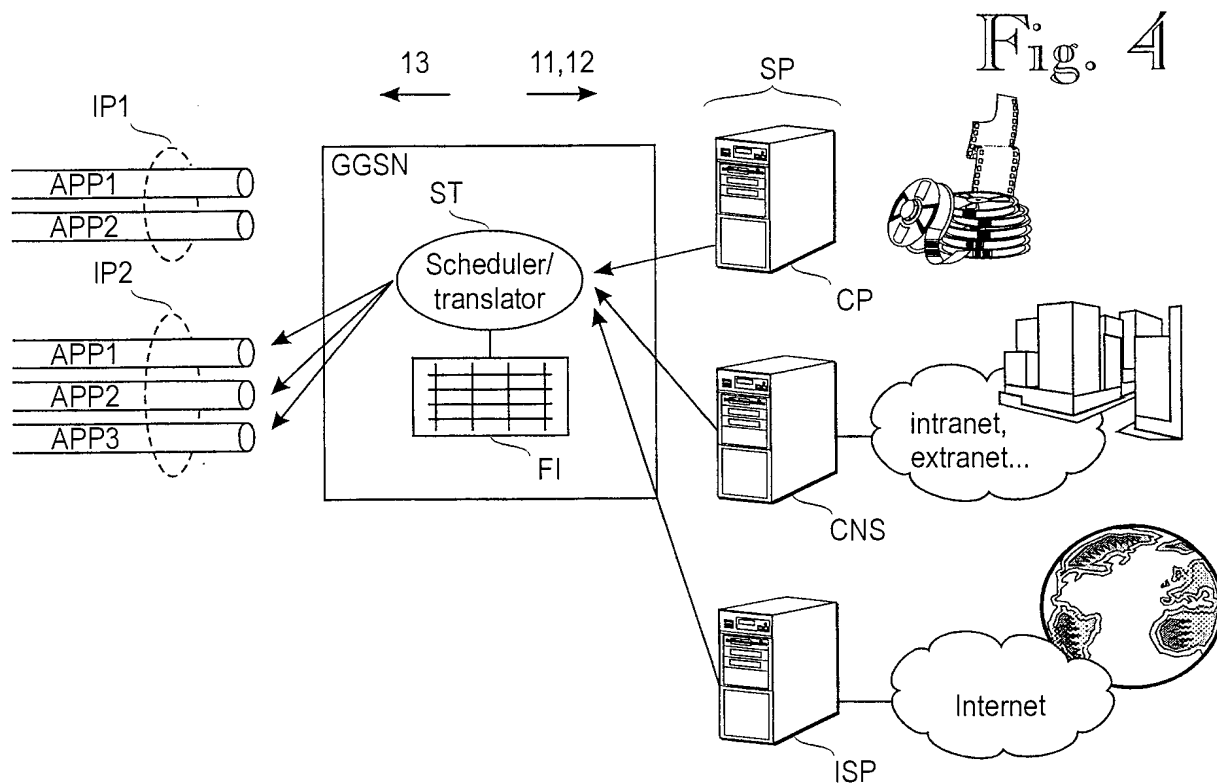 Fig. 4
13
11,12
SP
IP1
GGSN
APP1
ST
APP2
Scheduler/
translator
IP2
CP
APP1
APP2
APP3
FI
intranet,
extranet...
CNS
Internet
ISP